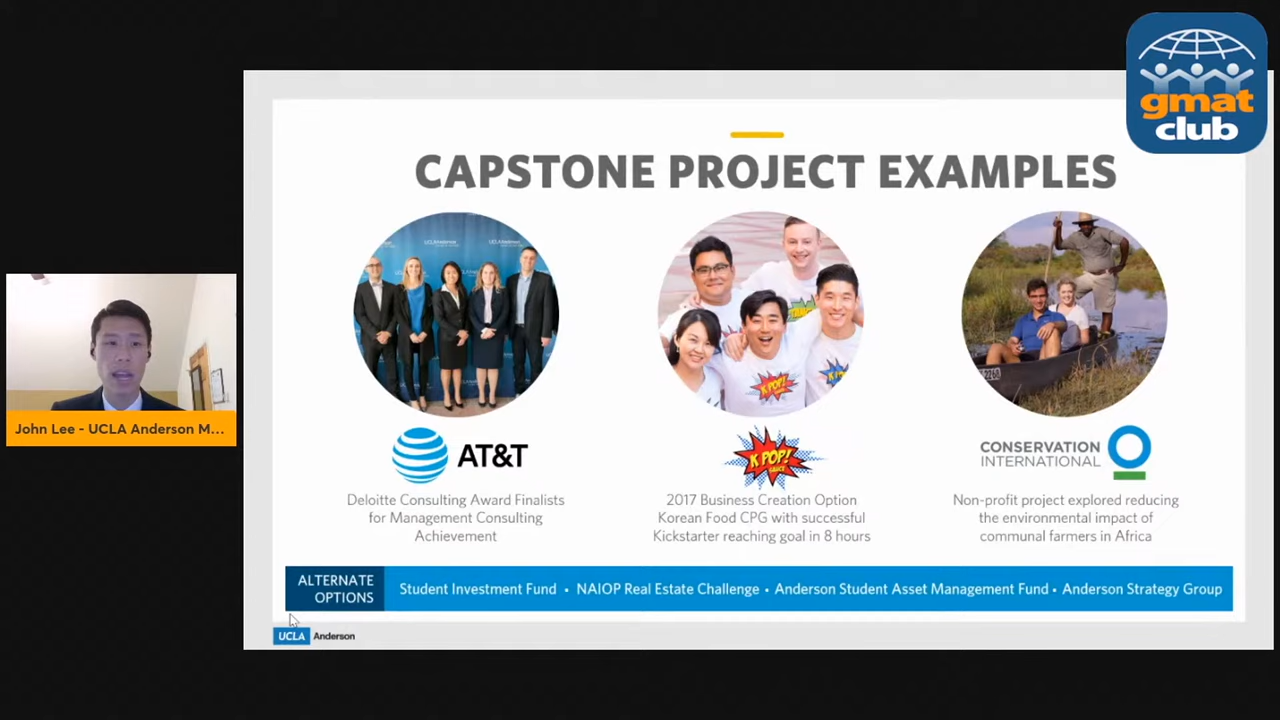 gmat
club
CAPSTONE PROJECT EXAMPLES
AT&T
Deloitte Consulting Award Finalists
for Management Consulting
Achievement
K POP!
SAUCE
2017 Business Creation Option
Korean Food CPG with successful
Kickstarter reaching goal in 8 hours
CONSERVATION
INTERNATIONAL
Non-profit project explored reducing
the environmental impact of
communal farmers in Africa
John Lee - UCLA Anderson M...
ALTERNATE
OPTIONS
Student Investment Fund • NAIOP Real Estate Challenge • Anderson Student Asset Management Fund • Anderson Strategy Group
UCLA Anderson